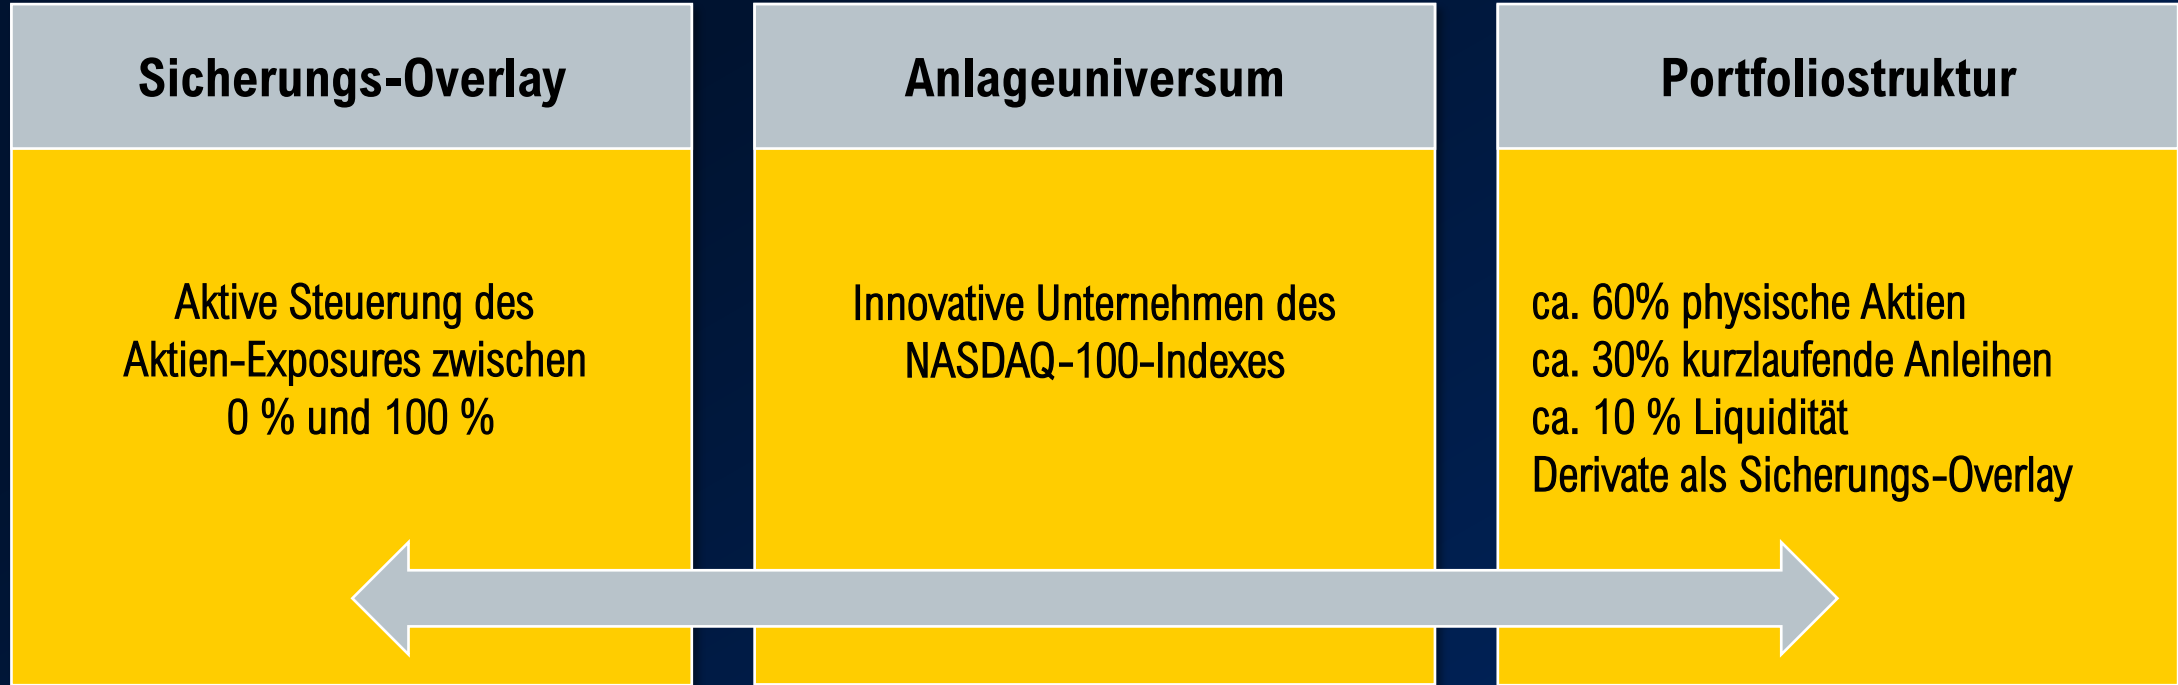 Sicherungs-Overlay
Aktive Steuerung des
Aktien-Exposures zwischen
0 % und 100 %
Anlageuniversum
Innovative Unternehmen des
NASDAQ-100-Indexes
Portfoliostruktur
ca. 60% physische Aktien
ca. 30% kurzlaufende Anleihen
ca. 10 % Liquidität
Derivate als Sicherungs-Overlay